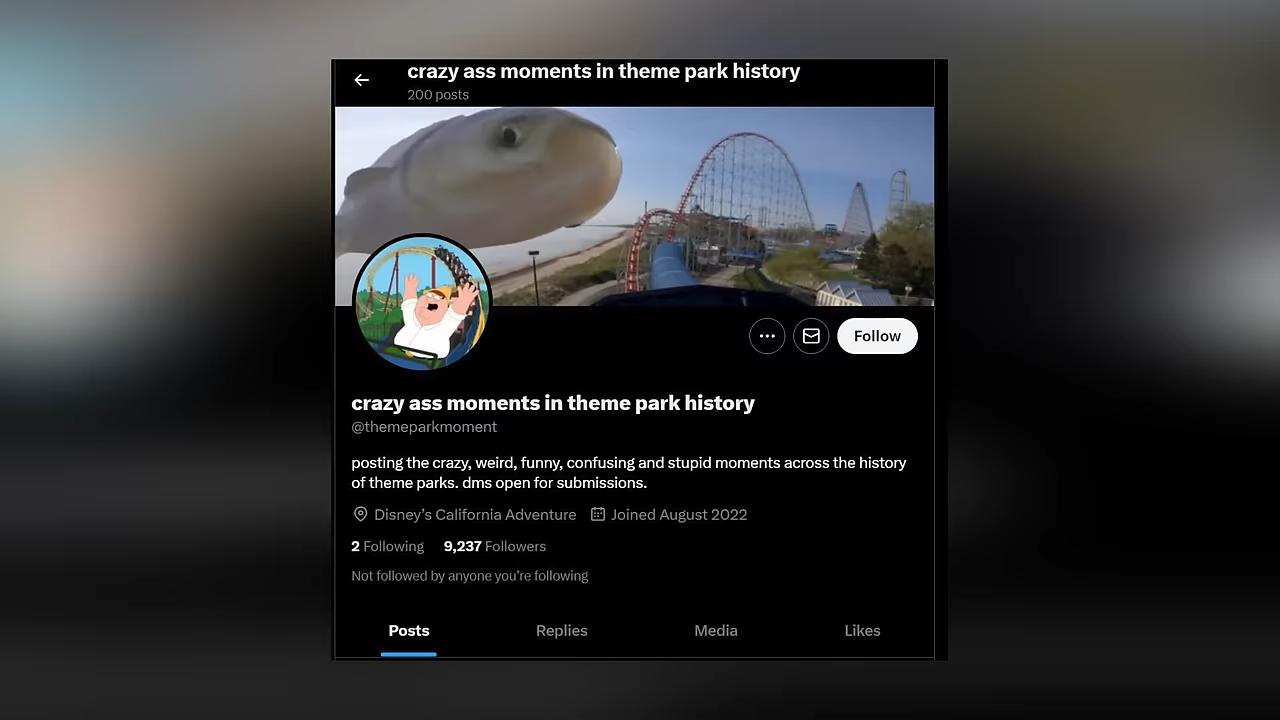 crazy ass moments in theme park history
200 posts
Follow
crazy ass moments in theme park history
@themeparkmoment
posting the crazy, weird, funny, confusing and stupid moments across the history
of theme parks. dms open for submissions.
Disney’s California Adventure Joined August 2022
2 Following 9,237 Followers
Not followed by anyone you’re following
Posts Replies Media Likes